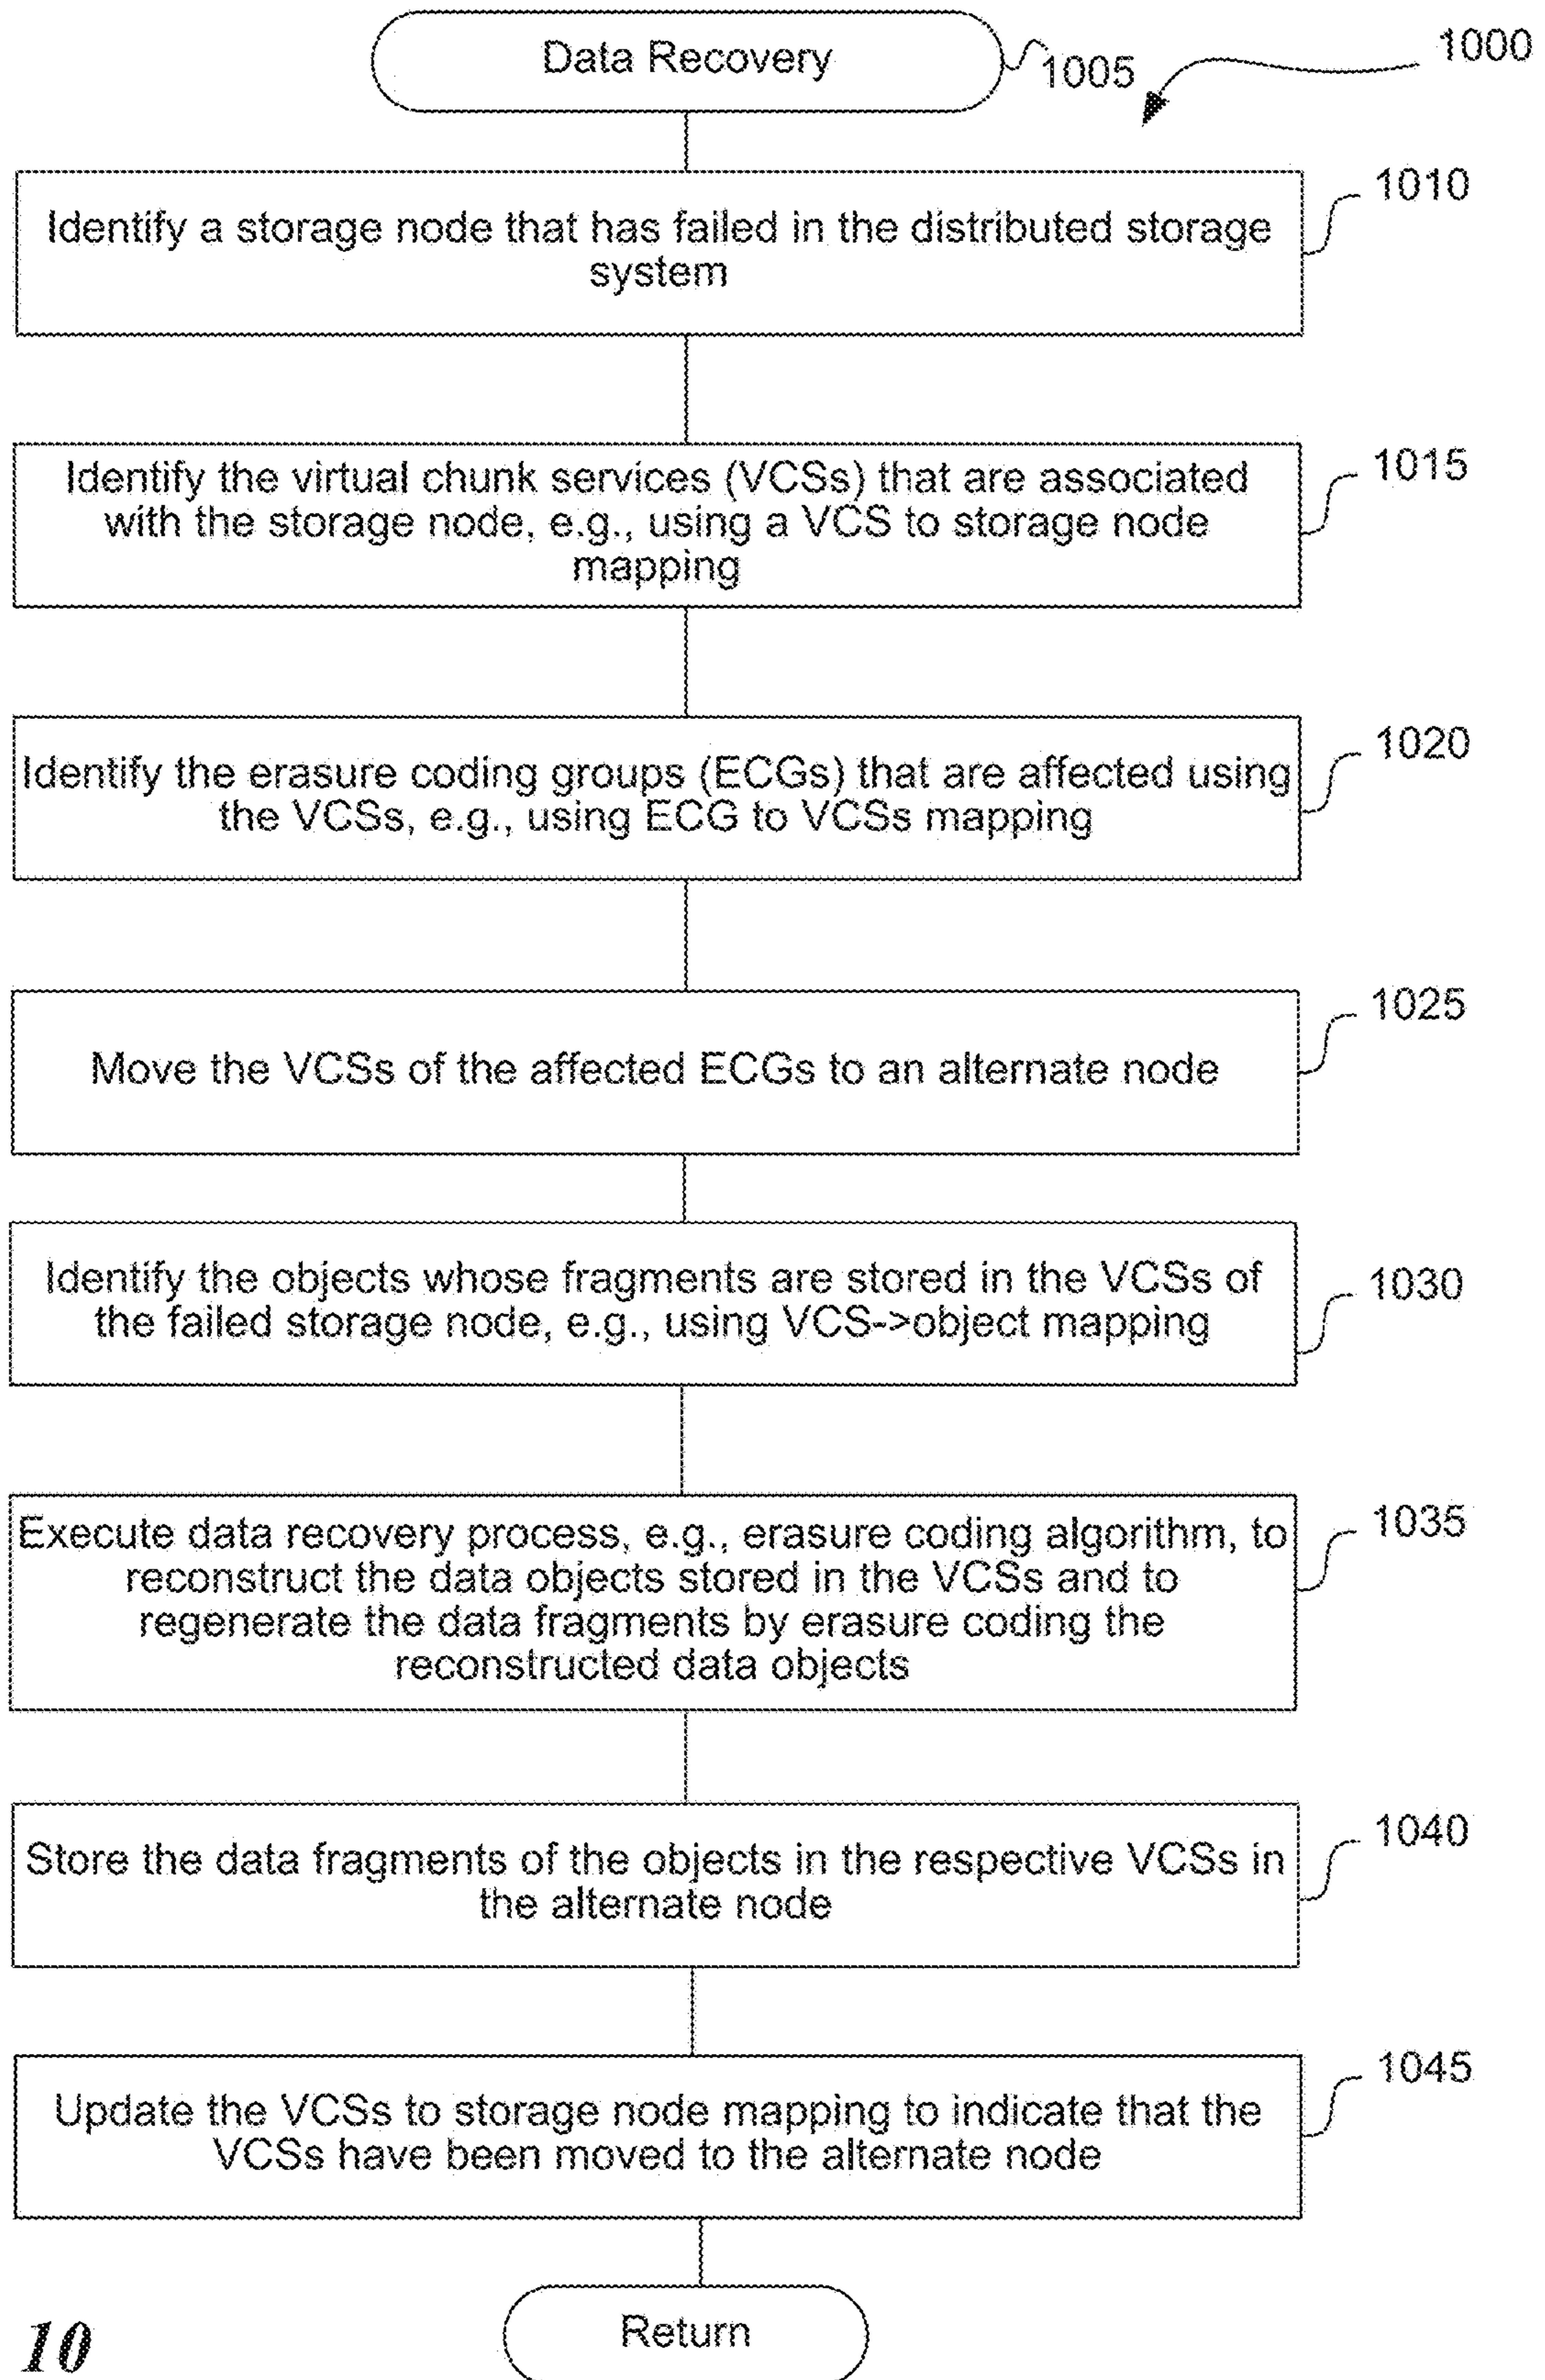 Data Recovery
1005
1000
Identify a storage node that has failed in the distributed storage
system
1010
Identify the virtual chunk services (VCSs) that are associated
with the storage node, e.g., using a VCS to storage node
mapping
1015
Identify the erasure coding groups (ECGs) that are affected using
the VCSs, e.g., using ECG to VCSs mapping
1020
Move the VCSs of the affected ECGs to an alternate node
1025
Identify the objects whose fragments are stored in the VCSs of
the failed storage node, e.g., using VCS->object mapping
1030
Execute data recovery process, e.g., erasure coding algorithm, to
reconstruct the data objects stored in the VCSs and to
regenerate the data fragments by erasure coding the
reconstructed data objects
1035
Store the data fragments of the objects in the respective VCSs in
the alternate node
1040
Update the VCSs to storage node mapping to indicate that the
VCSs have been moved to the alternate node
1045
Return
10